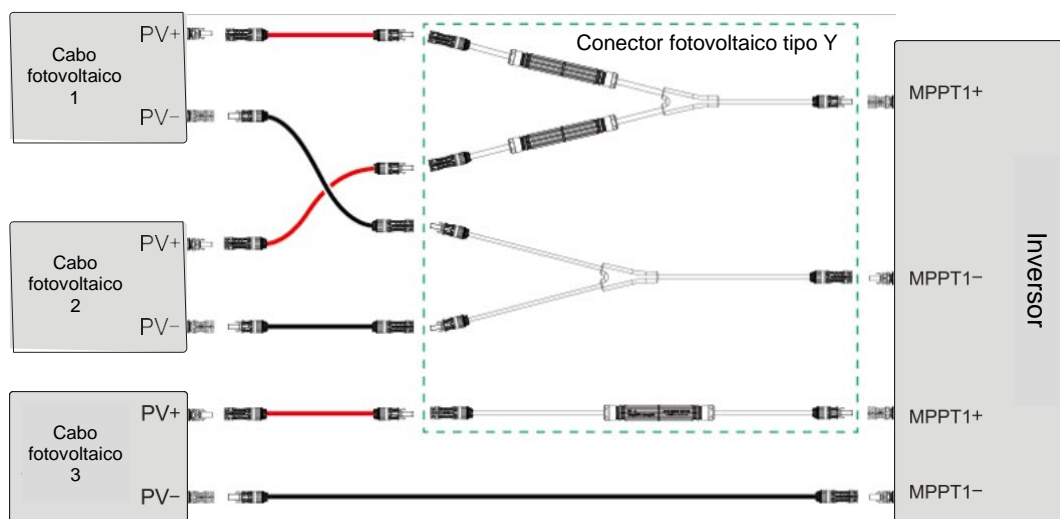 Cabo
fotovoltaico
1
PV+
PV-
Conector fotovoltaico tipo Y
MPPT1+
Cabo
fotovoltaico
2
PV+
PV-
MPPT1-
Inversor
Cabo
fotovoltaico
3
PV+
PV-
MPPT1+
MPPT1-